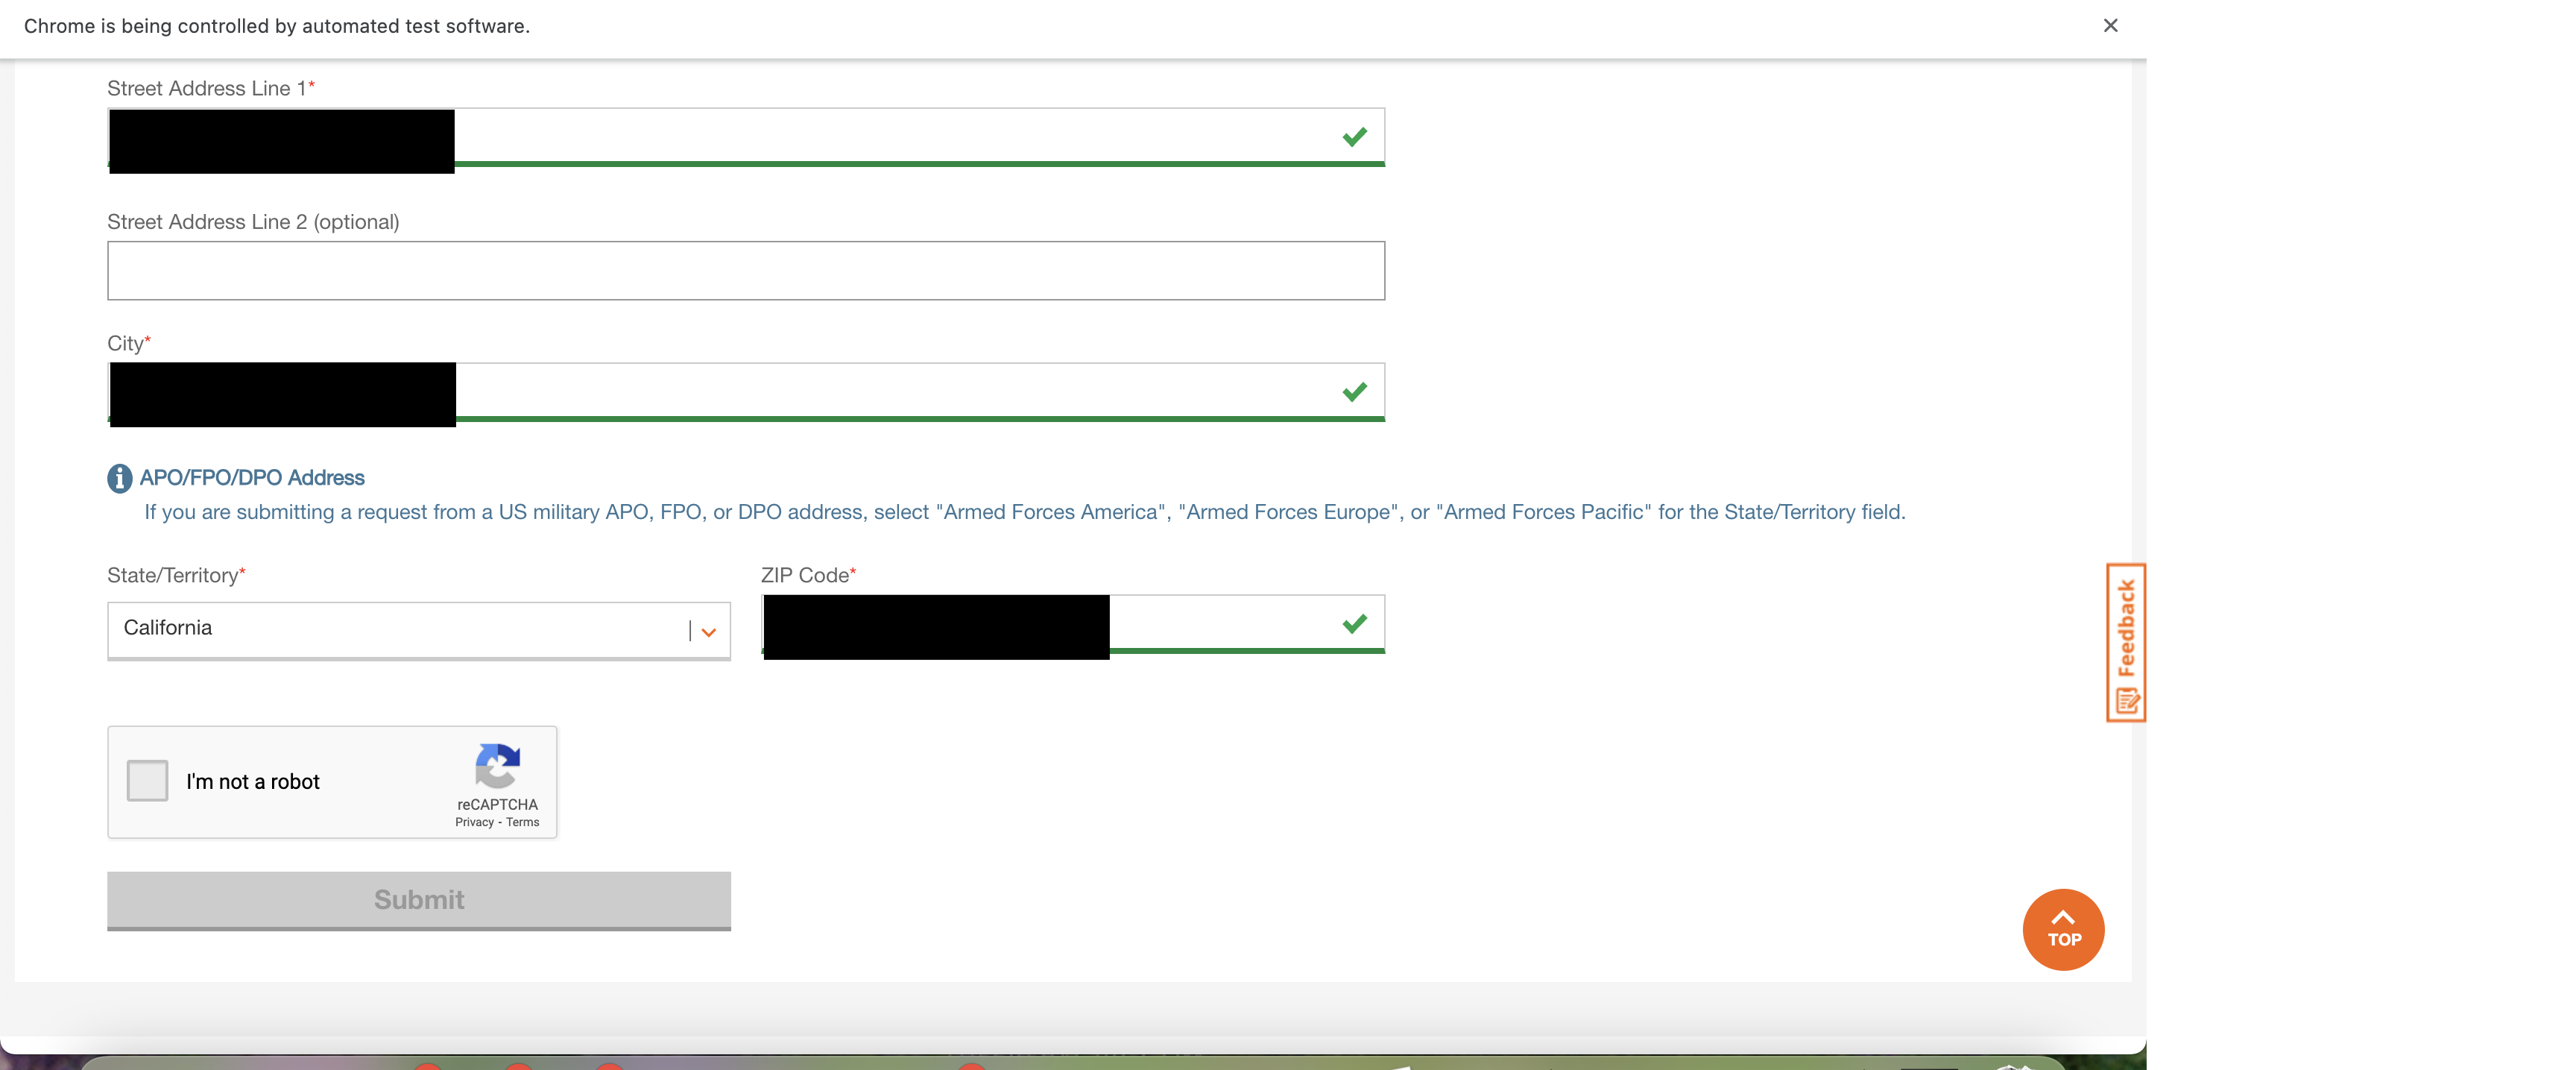 Chrome is being controlled by automated test software.
Street Address Line 1*
Street Address Line 2 (optional)
City*
APO/FPO/DPO Address
If you are submitting a request from a US military APO, FPO, or DPO address, select "Armed Forces America", "Armed Forces Europe", or "Armed Forces Pacific" for the State/Territory field.
State/Territory*
ZIP Code*
California
Feedback
I'm not a robot
reCAPTCHA
Privacy - Terms
Submit
TOP